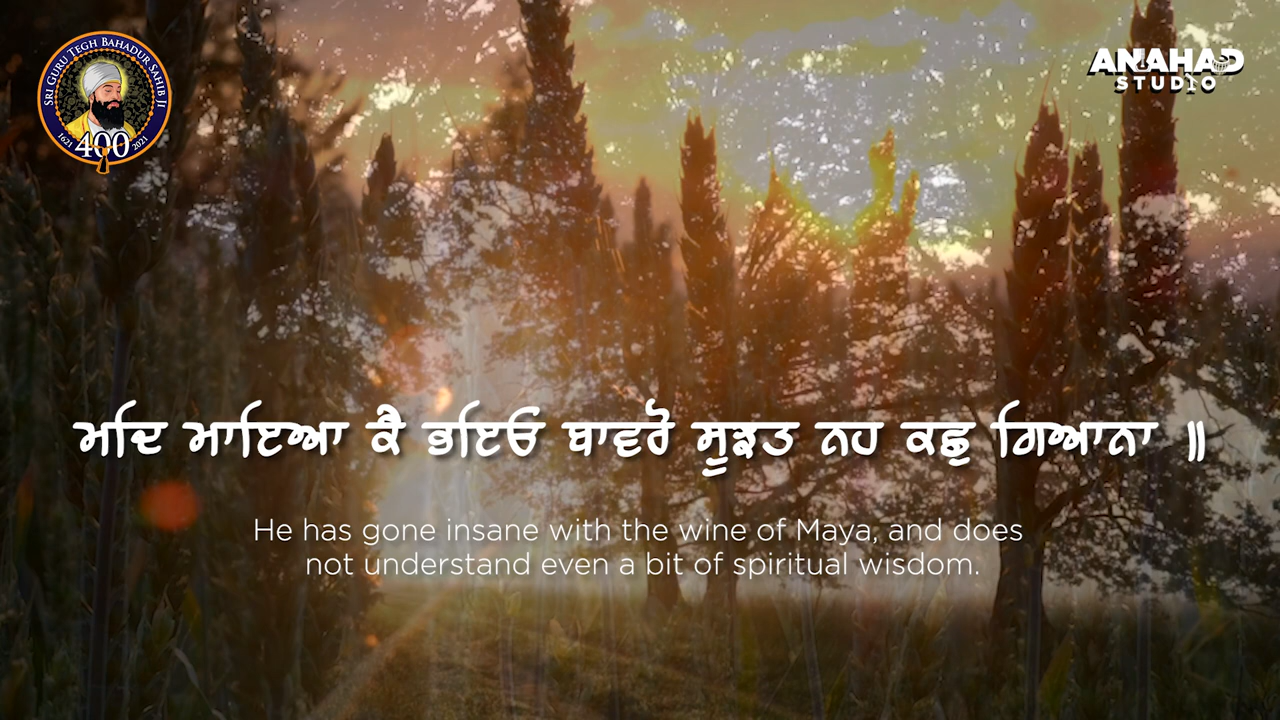 SRI GURU TEGH BAHADUR SAHIB JI
1621 400 2021
ANAHAD
STUDIO
ਮਦਿ ਮਾਇਆ ਕੈ ਭਇਓ ਬਾਵਰੋ ਸੂਝਤ ਨਹ ਕਛੁ ਗਿਆਨਾ ॥
He has gone insane with the wine of Maya, and does
not understand even a bit of spiritual wisdom.